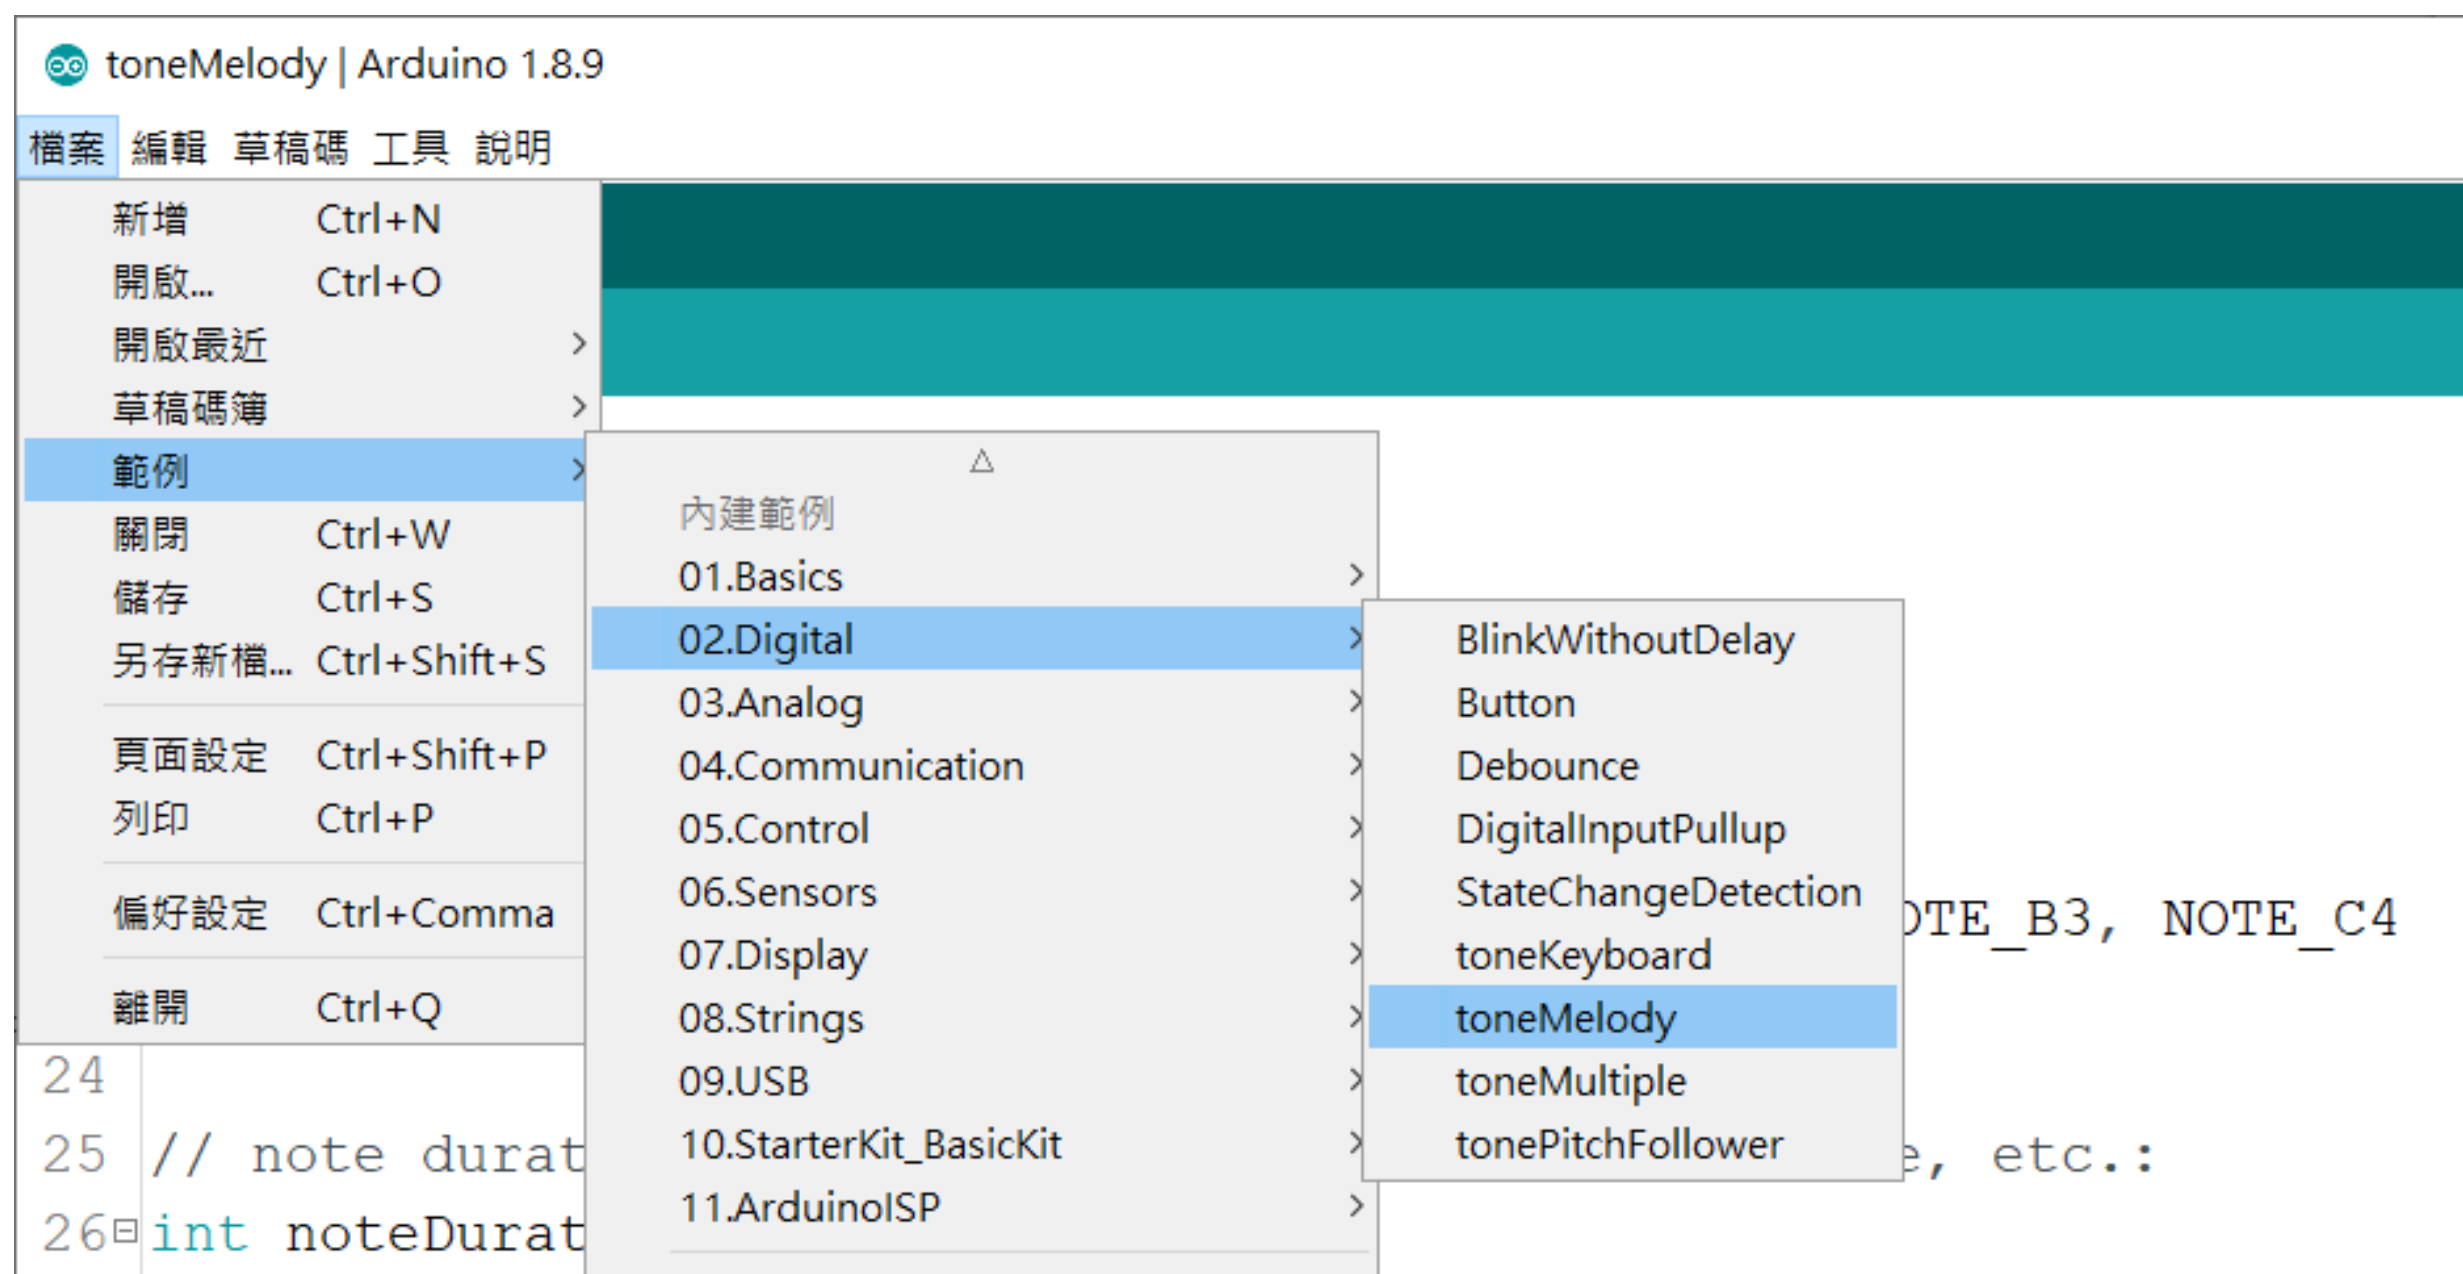 toneMelody | Arduino 1.8.9
檔案 編輯 草稿碼 工具 說明
新增 Ctrl+N
開啟... Ctrl+O
開啟最近
草稿碼簿
範例
關閉 Ctrl+W
儲存 Ctrl+S
另存新檔... Ctrl+Shift+S
頁面設定 Ctrl+Shift+P
列印 Ctrl+P
偏好設定 Ctrl+Comma
離開 Ctrl+Q
內建範例
01.Basics
02.Digital
03.Analog
04.Communication
05.Control
06.Sensors
07.Display
08.Strings
09.USB
10.StarterKit_BasicKit
11.ArduinoISP
BlinkWithoutDelay
Button
Debounce
DigitalInputPullup
StateChangeDetection
toneKeyboard
toneMelody
toneMultiple
tonePitchFollower
OTE_B3, NOTE_C4
24
25 // note durat e, etc.:
26 int noteDurat